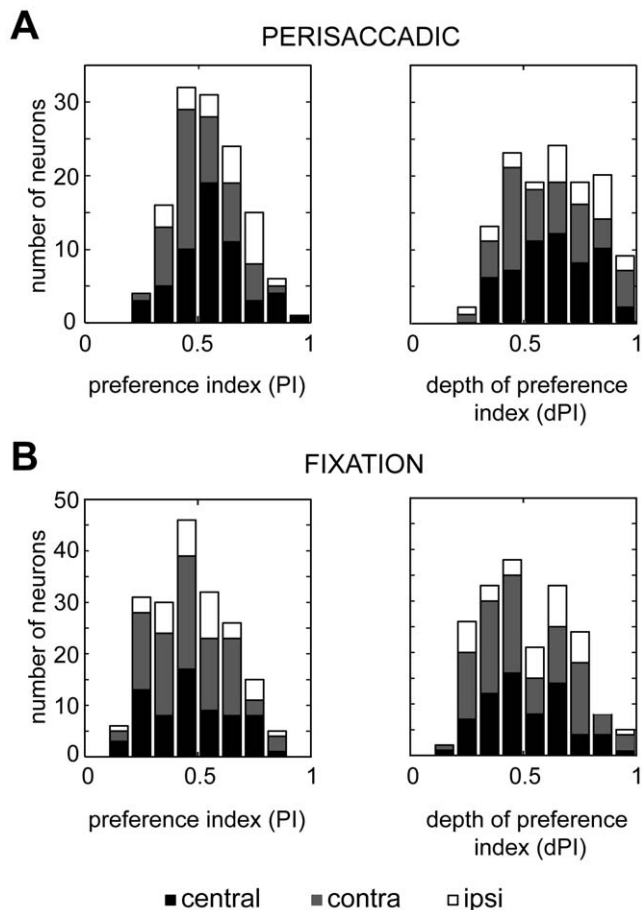 A
PERISACCADIC
number of neurons
30
20
10
0
0 0.5 1
preference index (PI)
0 0.5 1
depth of preference
index (dPI)
B
FIXATION
number of neurons
50
40
30
20
10
0
0 0.5 1
preference index (PI)
0 0.5 1
depth of preference
index (dPI)
central contra ipsi